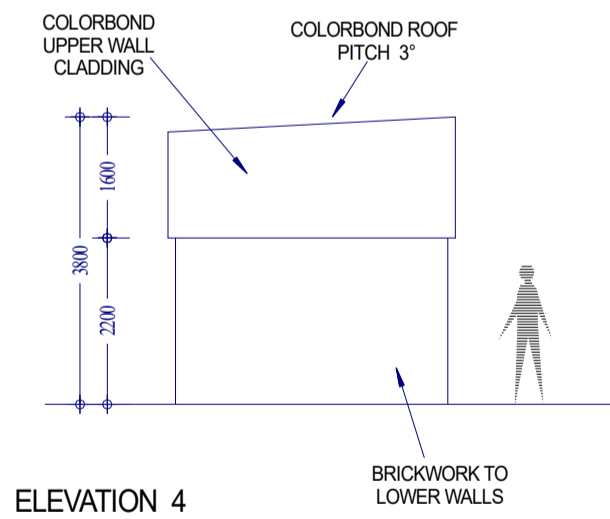 COLORBOND
UPPER WALL
CLADDING
COLORBOND ROOF
PITCH 3°
1600
3800
2200
BRICKWORK TO
LOWER WALLS
ELEVATION 4